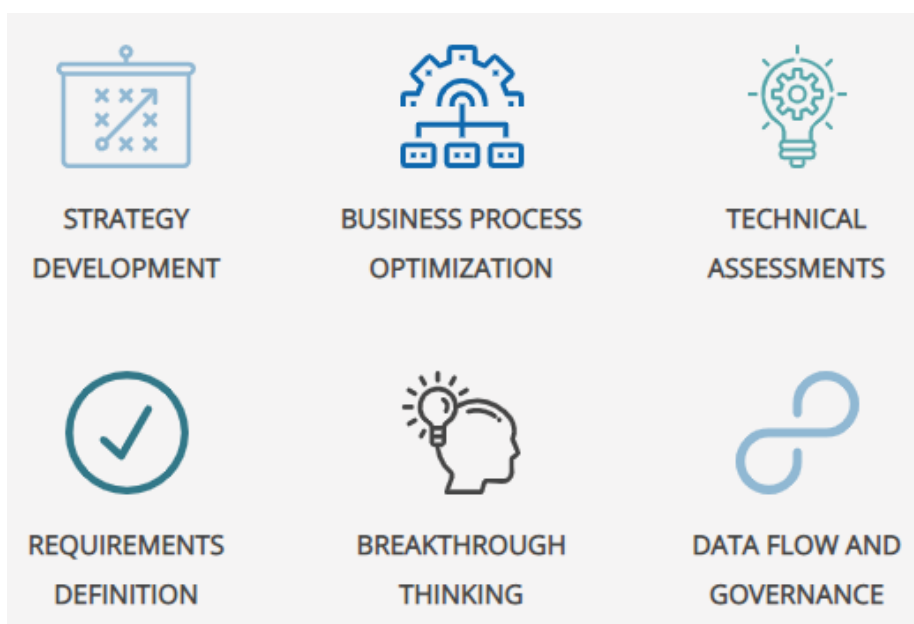 STRATEGY
DEVELOPMENT
BUSINESS PROCESS
OPTIMIZATION
TECHNICAL
ASSESSMENTS
REQUIREMENTS
DEFINITION
BREAKTHROUGH
THINKING
DATA FLOW AND
GOVERNANCE